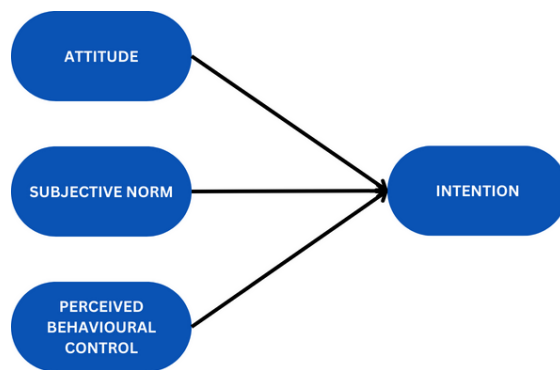 ATTITUDE
SUBJECTIVE NORM
INTENTION
PERCEIVED
BEHAVIOURAL
CONTROL